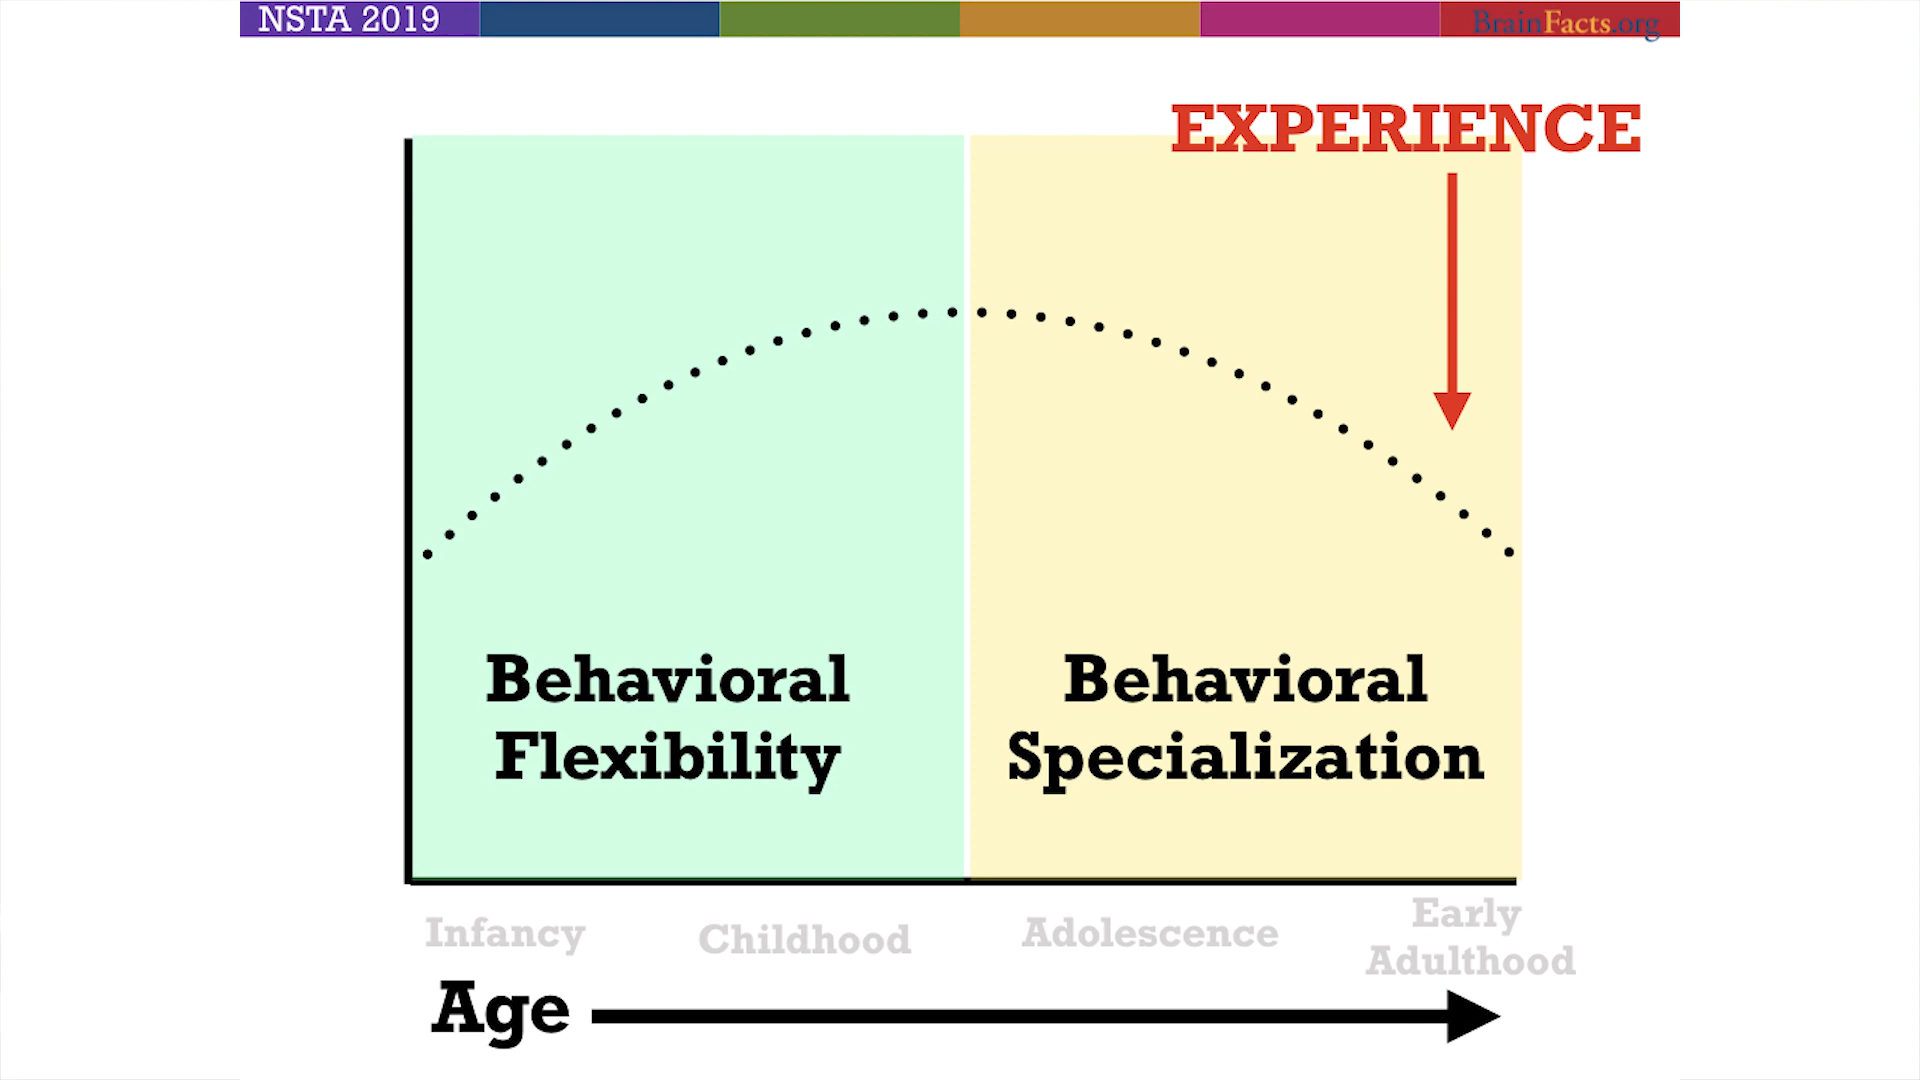 NSTA 2019
BrainFacts.org
EXPERIENCE
Behavioral
Flexibility
Behavioral
Specialization
Infancy
Childhood
Adolescence
Early
Adulthood
Age